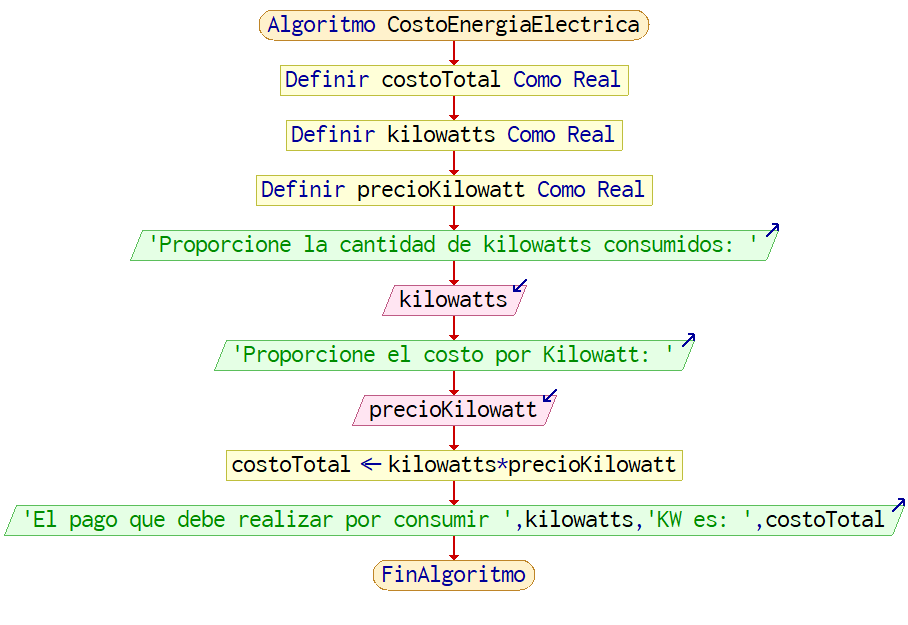 Algoritmo CostoEnergiaElectrica
Definir costoTotal Como Real
Definir kilowatts Como Real
Definir precioKilowatt Como Real
'Proporcione la cantidad de kilowatts consumidos: '
kilowatts
'Proporcione el costo por Kilowatt: '
precioKilowatt
costoTotal ← kilowatts*precioKilowatt
'El pago que debe realizar por consumir ',kilowatts,'KW es: ',costoTotal
FinAlgoritmo